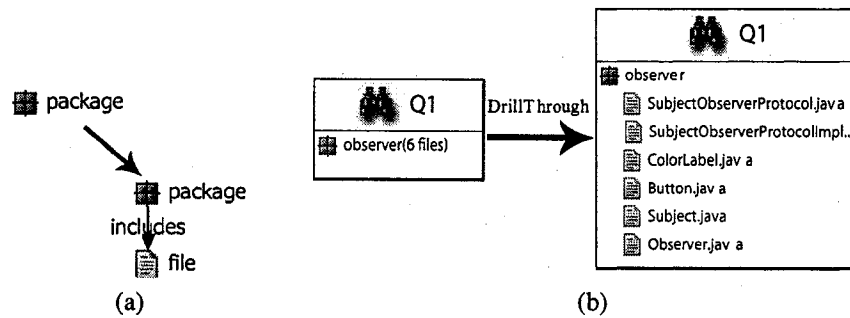 package
package
includes
file
(a)
Q1
observer(6 files)
DrillThrough
Q1
observer
SubjectObserverProtocol.java
SubjectObserverProtocolImpl..
ColorLabel.jav a
Button.jav a
Subject.java
Observer.jav a
(b)